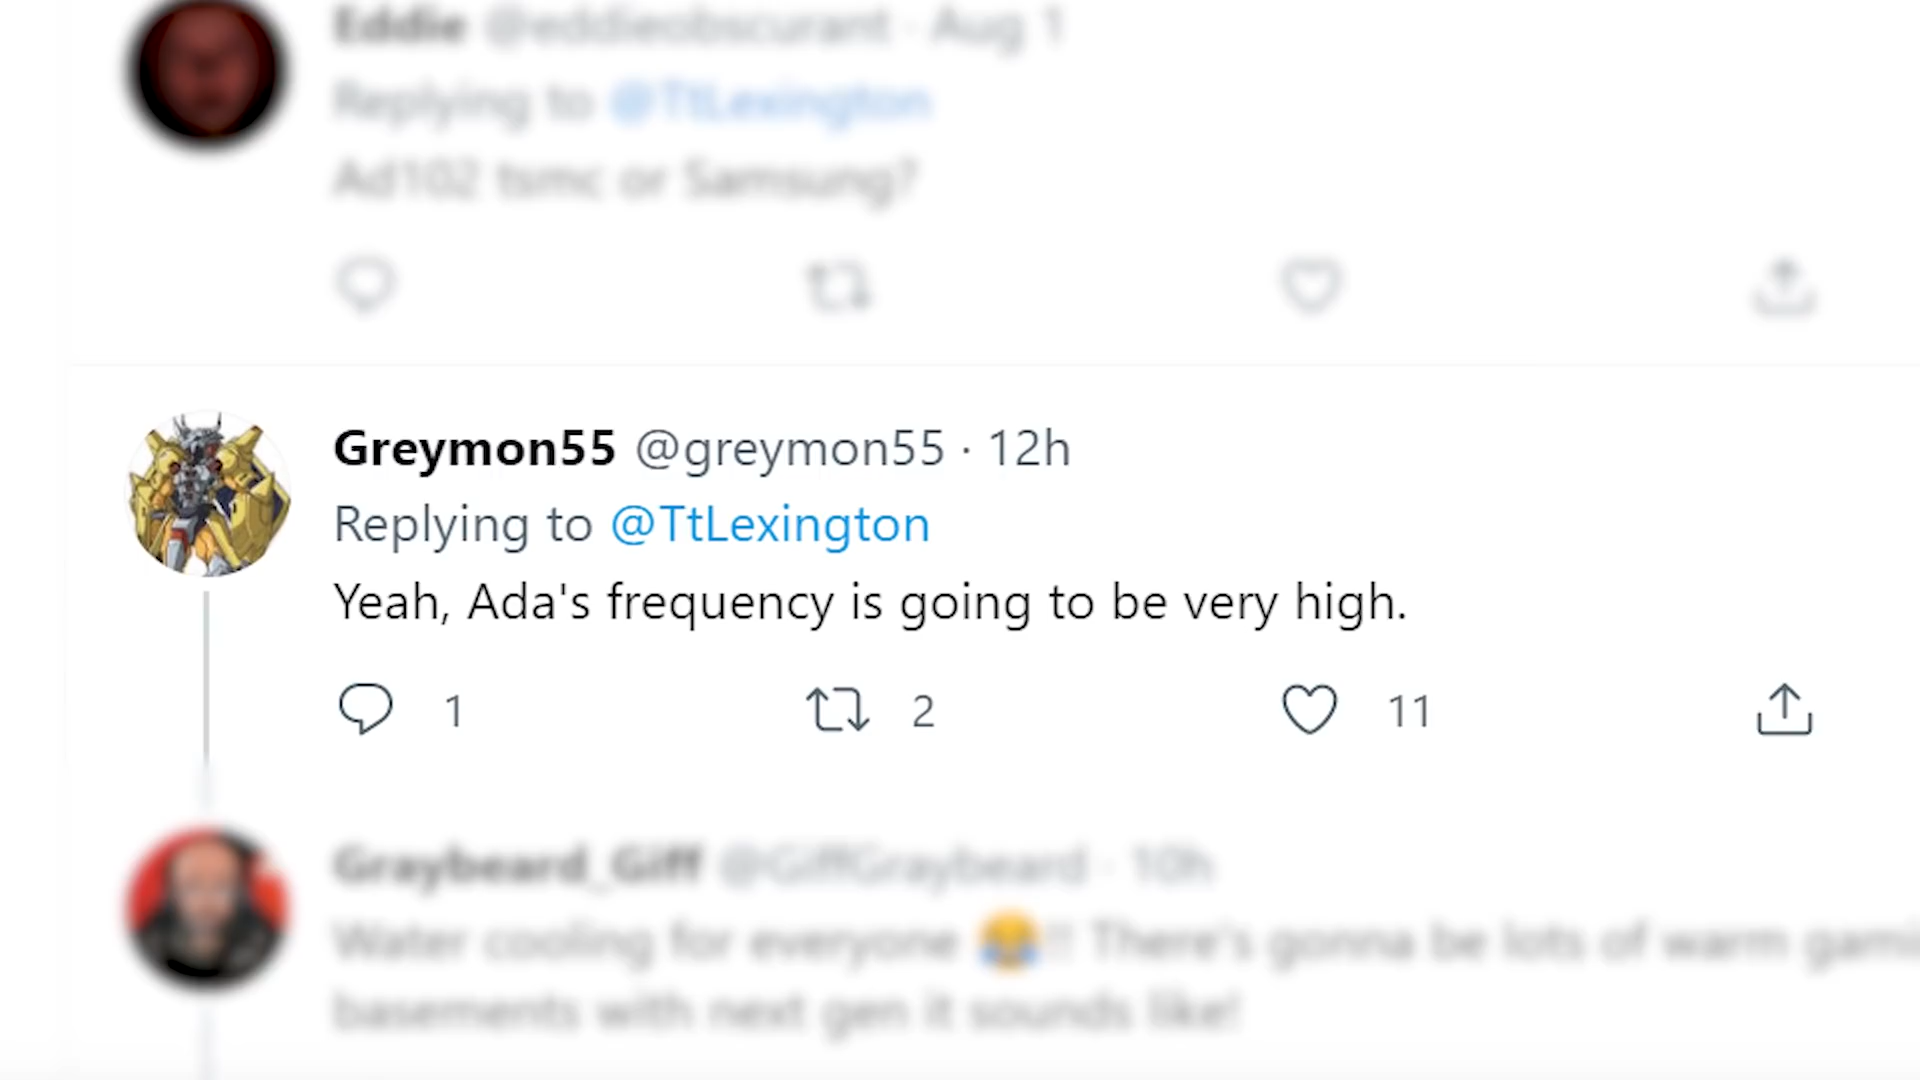 Eddie @eddieobscurant · Aug 1
Replying to @TtLexington
Ad102 tsmc or Samsung?
Greymon55 @greymon55 · 12h
Replying to @TtLexington
Yeah, Ada's frequency is going to be very high.
1 2 11
Graybeard_Giff @GiffGraybeard · 10h
Water cooling for everyone 😂!! There's gonna be lots of warm gami
basements with next gen it sounds like!